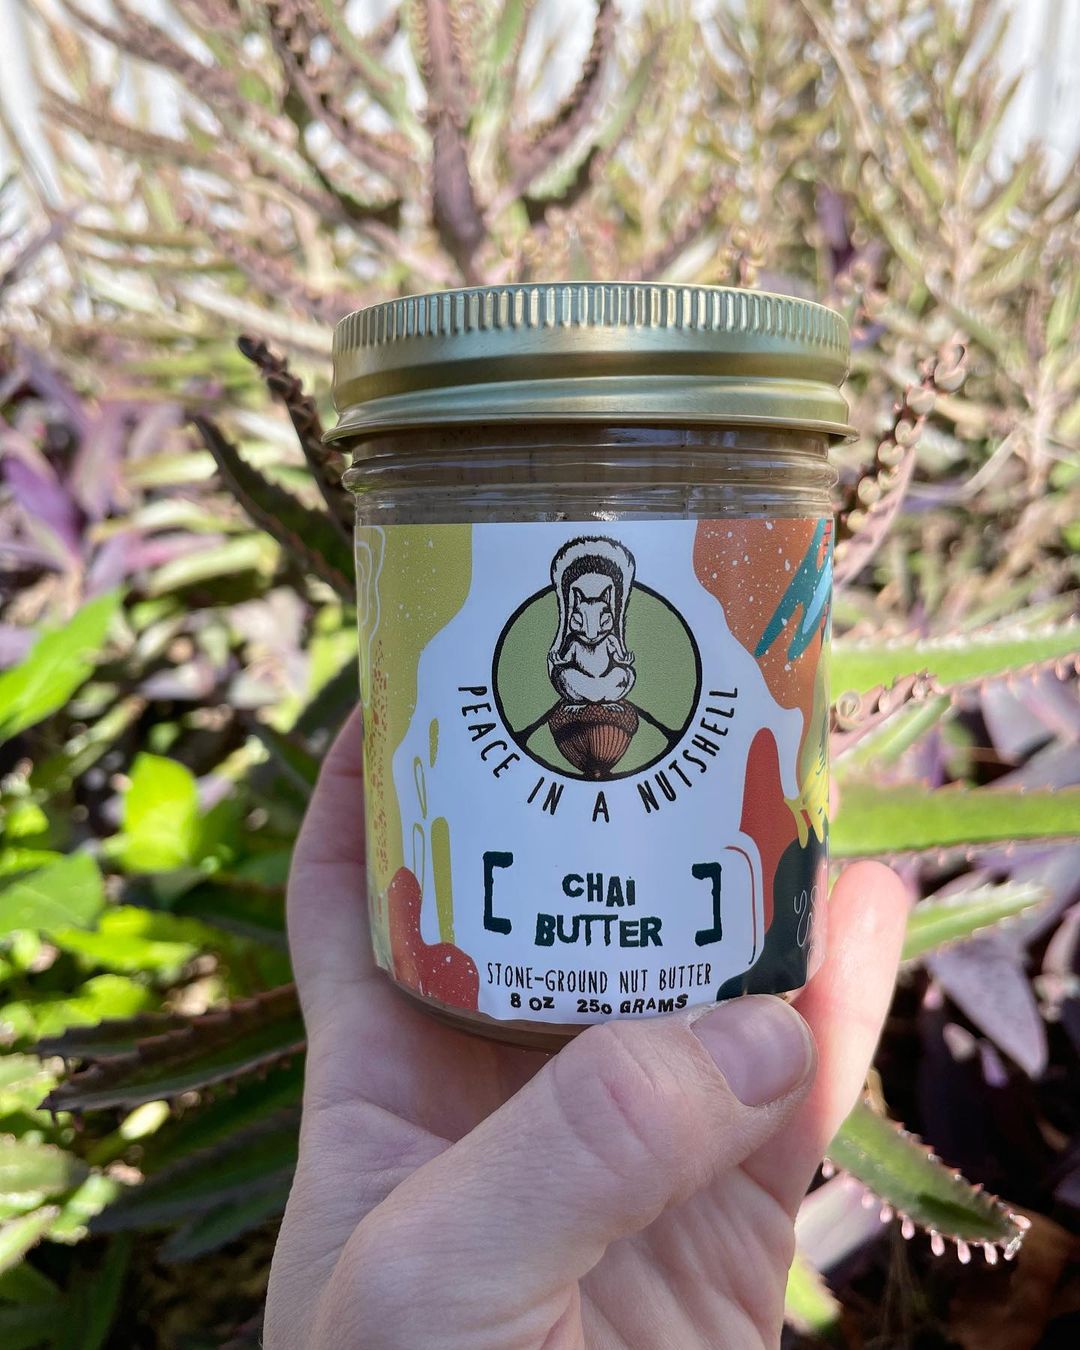 PEACE IN A NUTSHELL
[CHAI
BUTTER]
STONE-GROUND NUT BUTTER
8 OZ 250 GRAMS